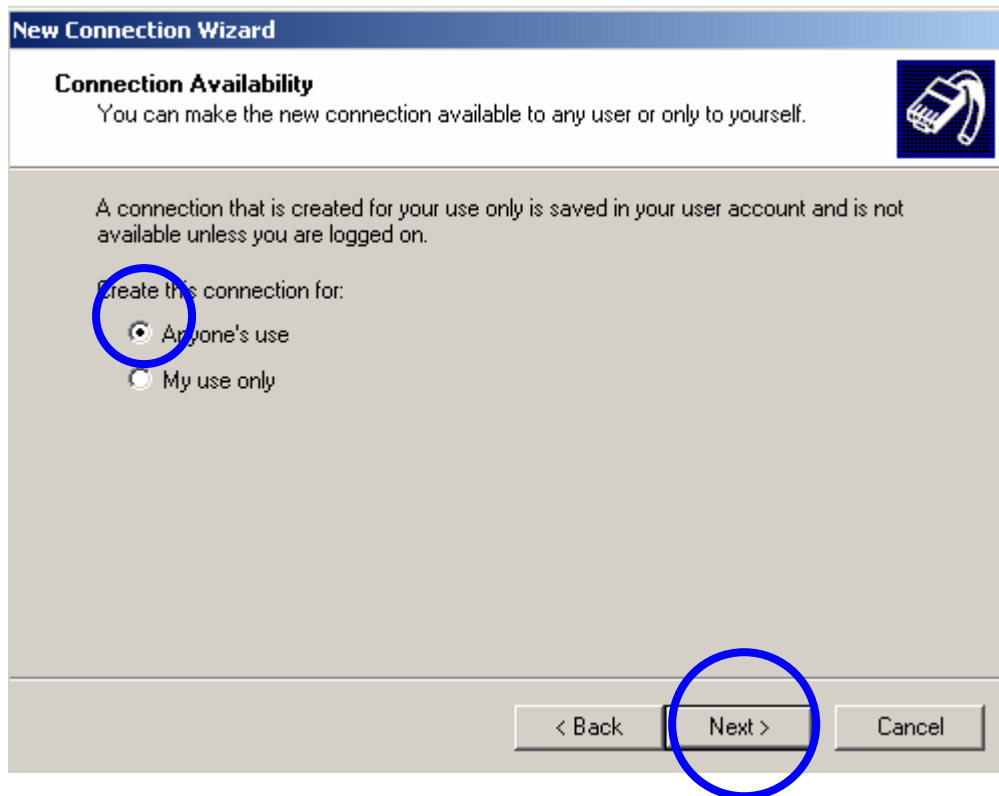 New Connection Wizard
Connection Availability
You can make the new connection available to any user or only to yourself.
A connection that is created for your use only is saved in your user account and is not
available unless you are logged on.
Create this connection for:
Anyone's use
My use only
< Back
Next >
Cancel